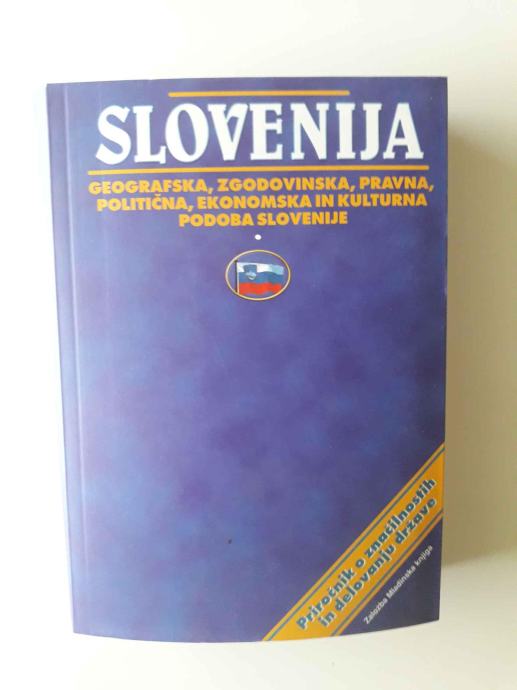 SLOVENIJA
GEOGRAFSKA, ZGODOVINSKA, PRAVNA,
POLITIČNA, EKONOMSKA IN KULTURNA
PODOBA SLOVENIJE
Priročnik o značilnostih
in delovanju države
Založba Mladinska knjiga